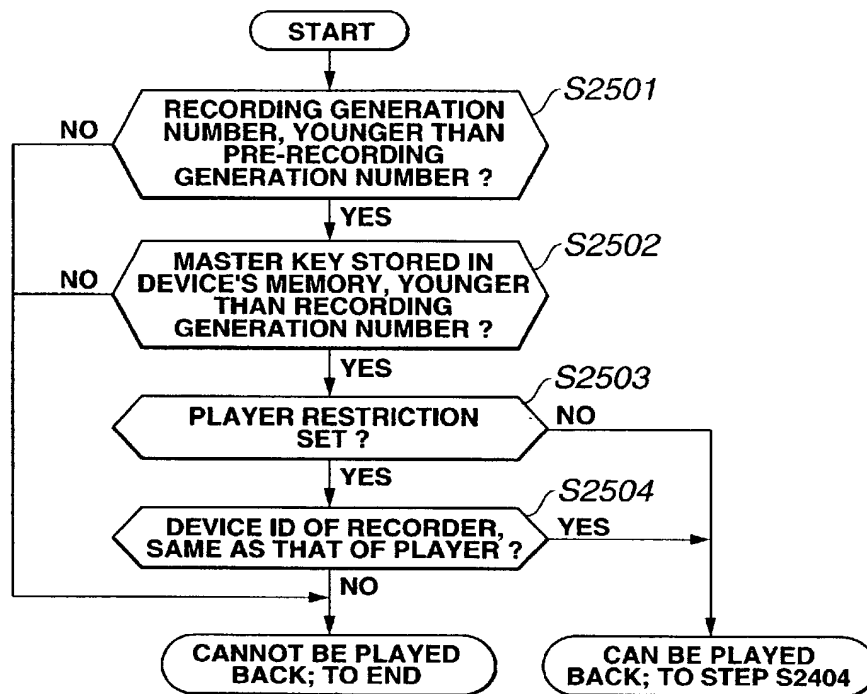 START
S2501
RECORDING GENERATION
NUMBER, YOUNGER THAN
PRE-RECORDING
GENERATION NUMBER ?
NO
YES
S2502
MASTER KEY STORED IN
DEVICE'S MEMORY, YOUNGER
THAN RECORDING
GENERATION NUMBER ?
NO
YES
S2503
PLAYER RESTRICTION
SET ?
NO
YES
S2504
DEVICE ID OF RECORDER,
SAME AS THAT OF PLAYER ?
YES
NO
CANNOT BE PLAYED
BACK; TO END
CAN BE PLAYED
BACK; TO STEP S2404